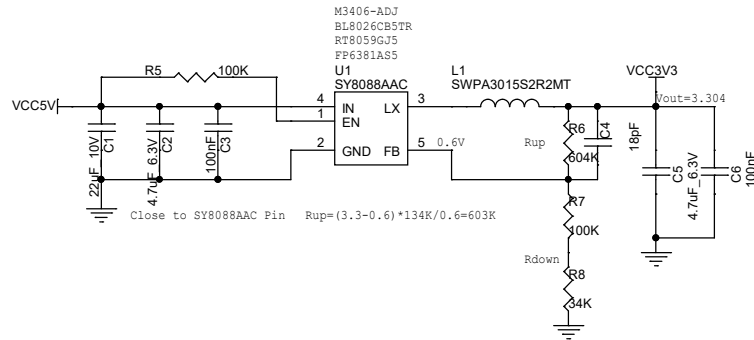 M3406-ADJ
BL8026CB5TR
RT8059GJ5
FP6381AS5
U1
SY8088AAC
R5
100K
L1
SWPA3015S2R2MT
VCC3V3
VCC5V
Vout=3.304
4
IN
LX
3
1
EN
2
GND
FB
5
0.6V
C1
22uF 10V
C2
4.7uF_6.3V
C3
100nF
Rup
R6
604K
C4
18pF
C5
4.7uF_6.3V
C6
100nF
Close to SY8088AAC Pin
Rup=(3.3-0.6)*134K/0.6=603K
R7
100K
Rdown
R8
34K